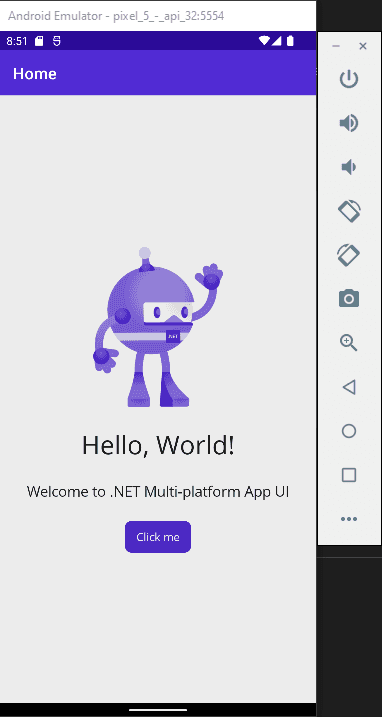 Android Emulator - pixel_5_-_api_32:5554
8:51
Home
.NET
Hello, World!
Welcome to .NET Multi-platform App UI
Click me